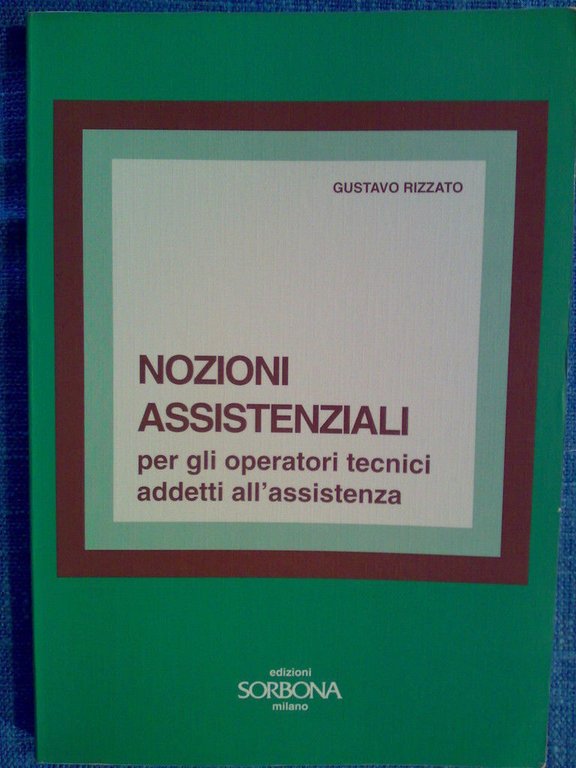 GUSTAVO RIZZATO
NOZIONI
ASSISTENZIALI
per gli operatori tecnici
addetti all'assistenza
edizioni
SORBONA
milano